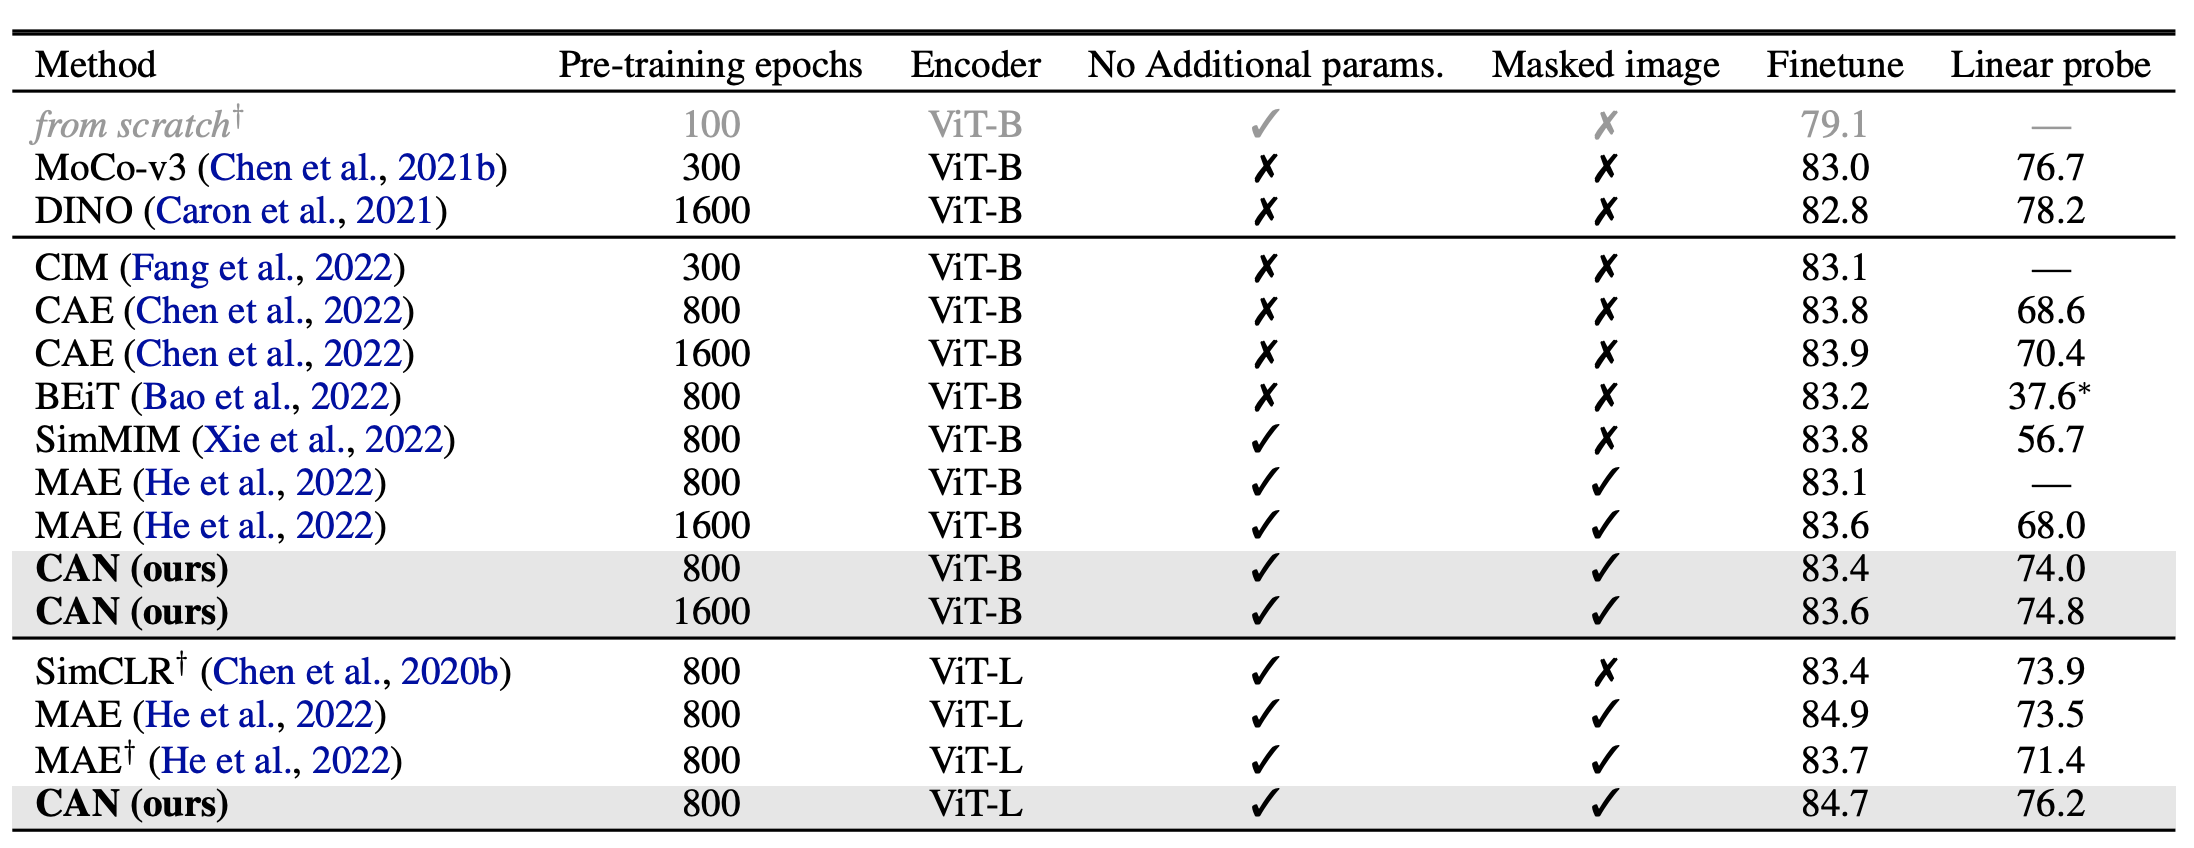 Method Pre-training epochs Encoder No Additional params. Masked image Finetune Linear probe
from scratch† 100 ViT-B ✓ ✗ 79.1 —
MoCo-v3 (Chen et al., 2021b) 300 ViT-B ✗ ✗ 83.0 76.7
DINO (Caron et al., 2021) 1600 ViT-B ✗ ✗ 82.8 78.2
CIM (Fang et al., 2022) 300 ViT-B ✗ ✗ 83.1 —
CAE (Chen et al., 2022) 800 ViT-B ✗ ✗ 83.8 68.6
CAE (Chen et al., 2022) 1600 ViT-B ✗ ✗ 83.9 70.4
BEiT (Bao et al., 2022) 800 ViT-B ✗ ✗ 83.2 37.6*
SimMIM (Xie et al., 2022) 800 ViT-B ✓ ✗ 83.8 56.7
MAE (He et al., 2022) 800 ViT-B ✓ ✓ 83.1 —
MAE (He et al., 2022) 1600 ViT-B ✓ ✓ 83.6 68.0
CAN (ours) 800 ViT-B ✓ ✓ 83.4 74.0
CAN (ours) 1600 ViT-B ✓ ✓ 83.6 74.8
SimCLR† (Chen et al., 2020b) 800 ViT-L ✓ ✗ 83.4 73.9
MAE (He et al., 2022) 800 ViT-L ✓ ✓ 84.9 73.5
MAE† (He et al., 2022) 800 ViT-L ✓ ✓ 83.7 71.4
CAN (ours) 800 ViT-L ✓ ✓ 84.7 76.2